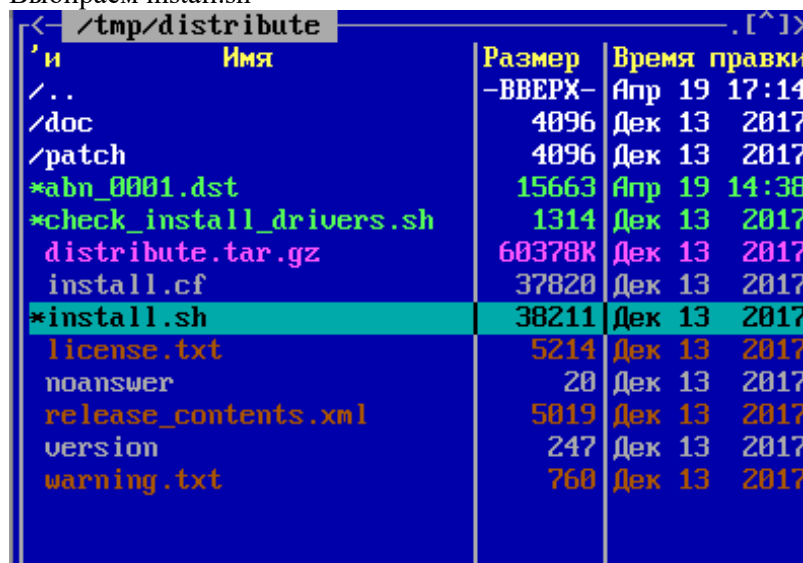 Выбираем install.sh
<— /tmp/distribute .[^]>
'и Имя Размер Время правки
/.. -ВВЕРХ- Апр 19 17:14
/doc 4096 Дек 13 2017
/patch 4096 Дек 13 2017
*abn_0001.dst 15663 Апр 19 14:38
*check_install_drivers.sh 1314 Дек 13 2017
distribute.tar.gz 60378K Дек 13 2017
install.cf 37820 Дек 13 2017
*install.sh 38211 Дек 13 2017
license.txt 5214 Дек 13 2017
noanswer 20 Дек 13 2017
release_contents.xml 5019 Дек 13 2017
version 247 Дек 13 2017
warning.txt 760 Дек 13 2017